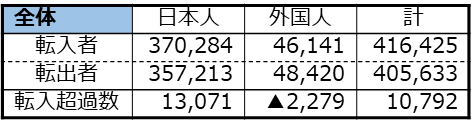 全体 日本人 外国人 計
転入者 370,284 46,141 416,425
転出者 357,213 48,420 405,633
転入超過数 13,071 ▲2,279 10,792